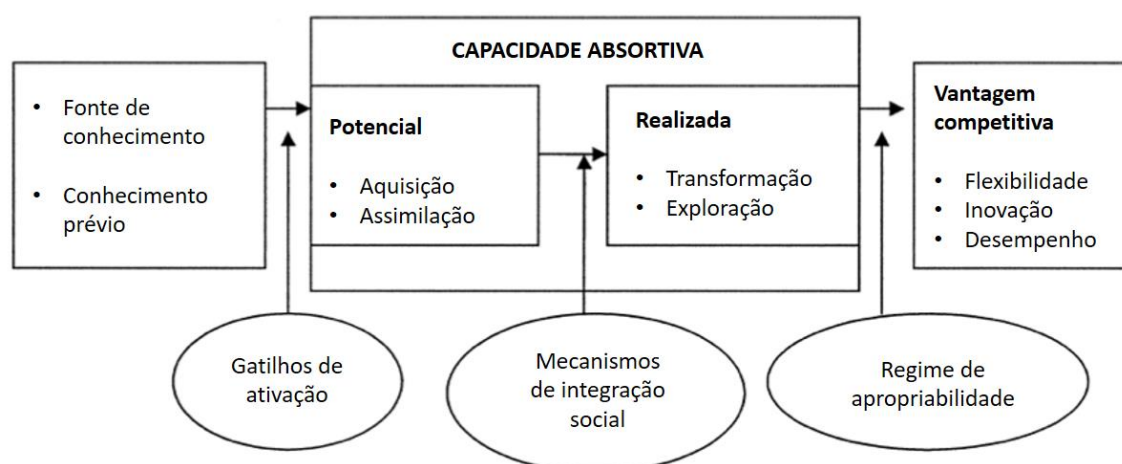 CAPACIDADE ABSORTIVA
• Fonte de
conhecimento
• Conhecimento
prévio
Potencial
• Aquisição
• Assimilação
Realizada
• Transformação
• Exploração
Vantagem
competitiva
• Flexibilidade
• Inovação
• Desempenho
Gatilhos de
ativação
Mecanismos
de integração
social
Regime de
apropriabilidade